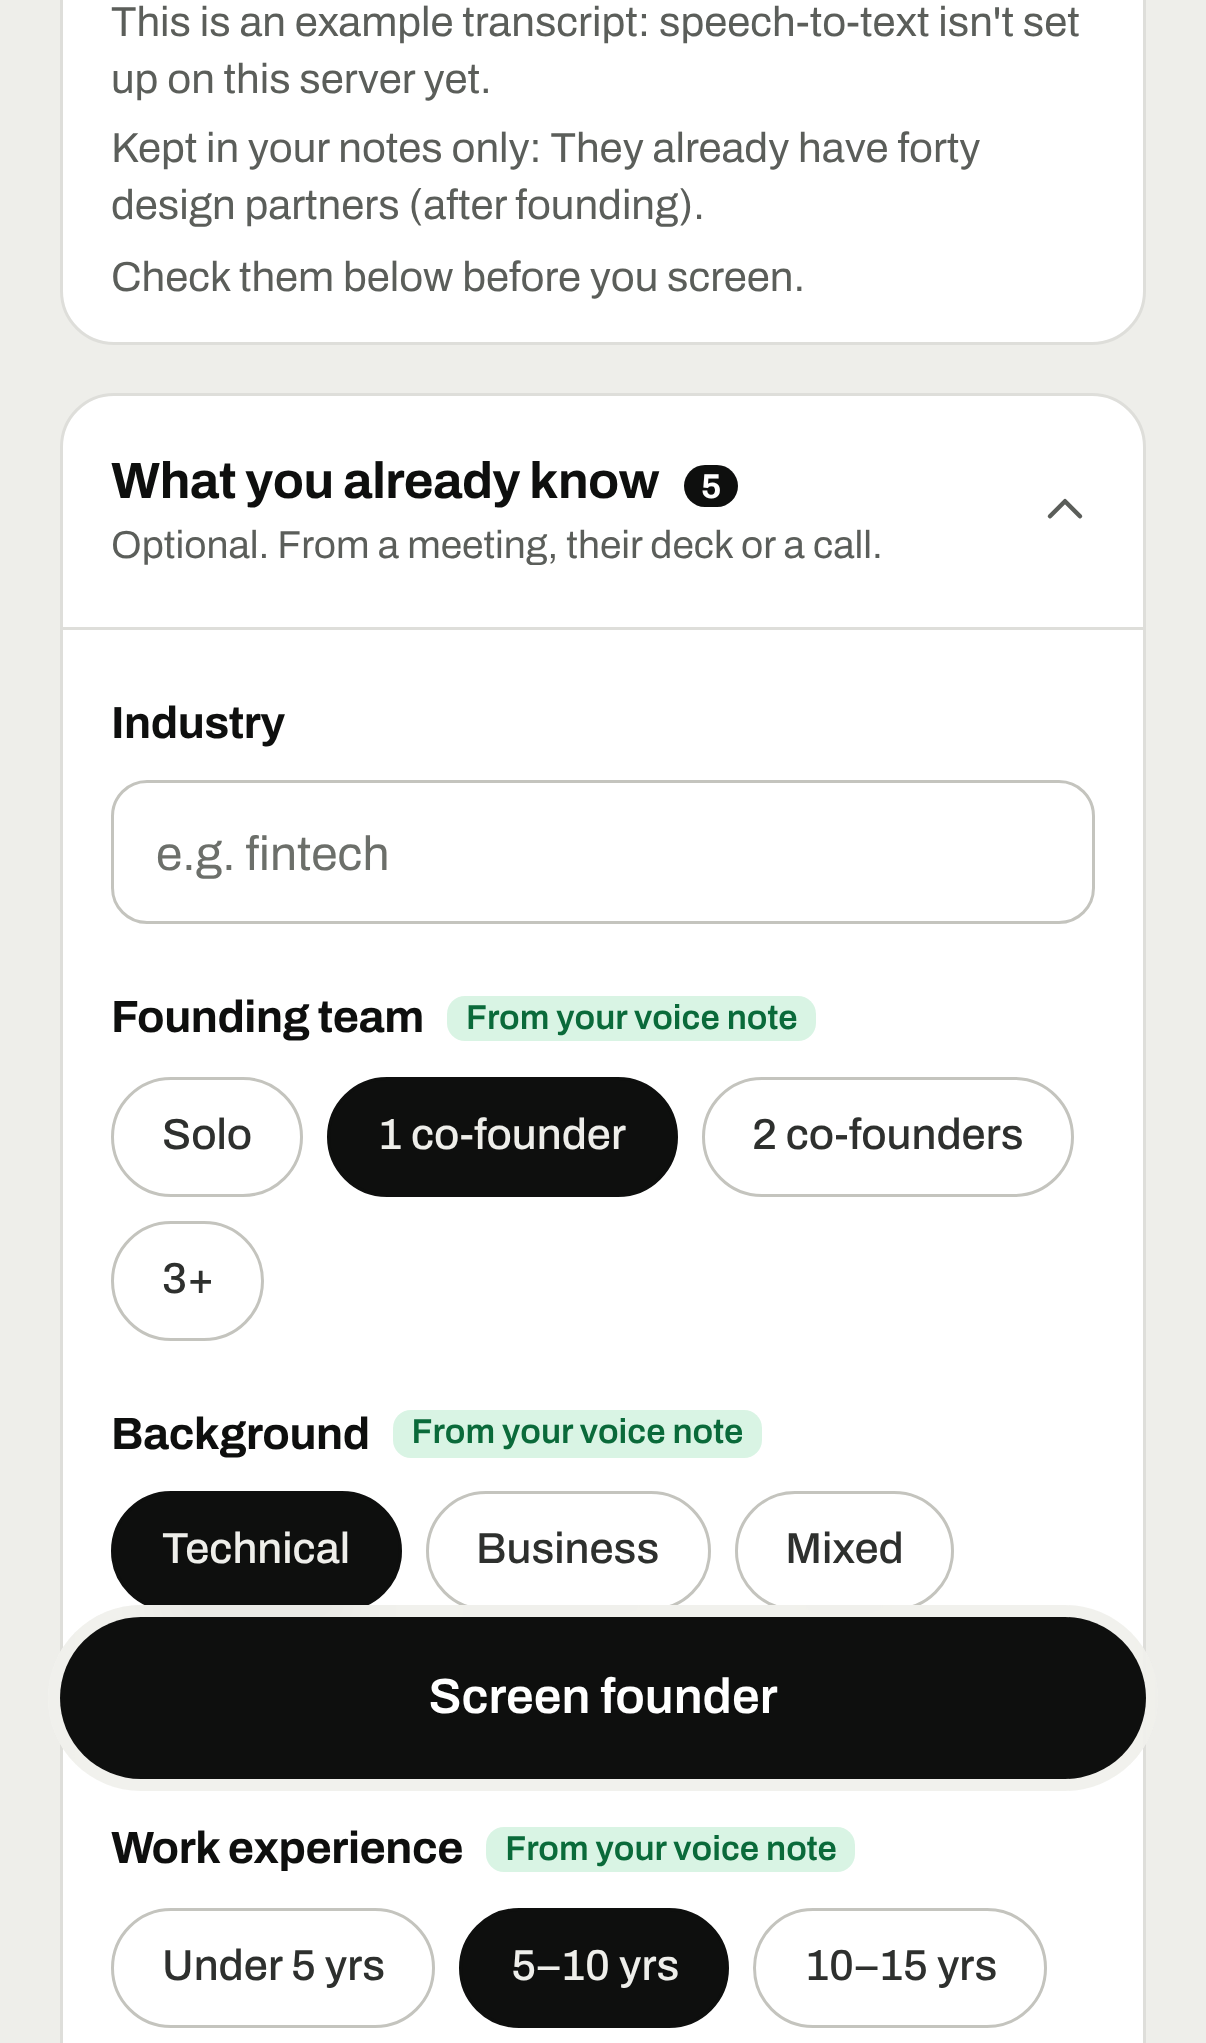 This is an example transcript: speech-to-text isn't set
up on this server yet.
Kept in your notes only: They already have forty
design partners (after founding).
Check them below before you screen.
What you already know 5
Optional. From a meeting, their deck or a call.
Industry
e.g. fintech
Founding team From your voice note
Solo 1 co-founder 2 co-founders
3+
Background From your voice note
Technical Business Mixed
Screen founder
Work experience From your voice note
Under 5 yrs 5–10 yrs 10–15 yrs